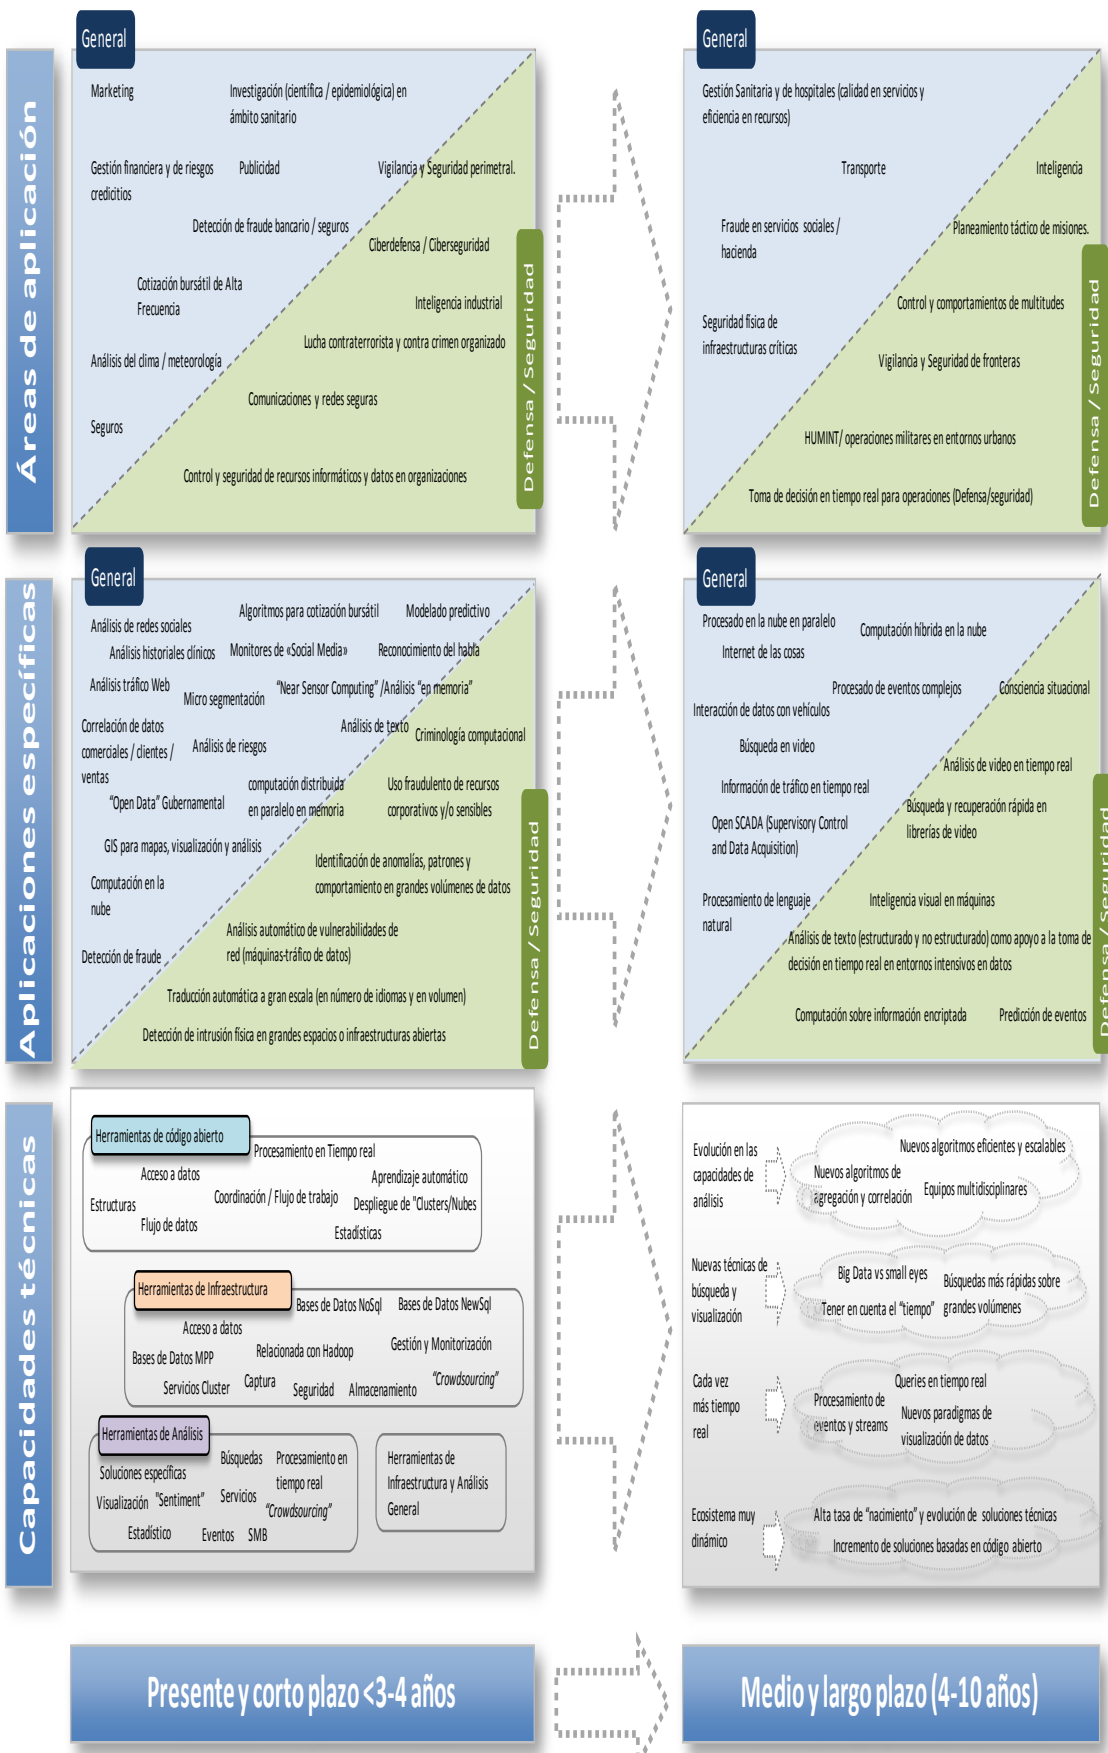 Áreas de aplicación
General
Marketing
Investigación (científica / epidemiológica) en
ámbito sanitario
Gestión financiera y de riesgos
crediticios
Publicidad
Vigilancia y Seguridad perimetral.
Detección de fraude bancario / seguros
Ciberdefensa / Ciberseguridad
Cotización bursátil de Alta
Frecuencia
Inteligencia industrial
Lucha contraterrorista y contra crimen organizado
Análisis del clima / meteorología
Comunicaciones y redes seguras
Seguros
Control y seguridad de recursos informáticos y datos en organizaciones
Defensa / Seguridad
General
Gestión Sanitaria y de hospitales (calidad en servicios y
eficiencia en recursos)
Transporte
Inteligencia
Fraude en servicios sociales /
hacienda
Planeamiento táctico de misiones.
Control y comportamientos de multitudes
Seguridad física de
infraestructuras críticas
Vigilancia y Seguridad de fronteras
HUMINT/ operaciones militares en entornos urbanos
Toma de decisión en tiempo real para operaciones (Defensa/seguridad)
Defensa / Seguridad
Aplicaciones específicas
General
Algoritmos para cotización bursátil
Modelado predictivo
Análisis de redes sociales
Análisis historiales clínicos
Monitores de «Social Media»
Reconocimiento del habla
Análisis tráfico Web
Micro segmentación
“Near Sensor Computing” /Análisis “en memoria”
Correlación de datos
comerciales / clientes /
ventas
Análisis de riesgos
Análisis de texto
Criminología computacional
computación distribuida
en paralelo en memoria
Uso fraudulento de recursos
corporativos y/o sensibles
“Open Data” Gubernamental
GIS para mapas, visualización y análisis
Identificación de anomalías, patrones y
comportamiento en grandes volúmenes de datos
Computación en la
nube
Análisis automático de vulnerabilidades de
red (máquinas-tráfico de datos)
Detección de fraude
Traducción automática a gran escala (en número de idiomas y en volumen)
Detección de intrusión física en grandes espacios o infraestructuras abiertas
Defensa / Seguridad
General
Procesado en la nube en paralelo
Computación híbrida en la nube
Internet de las cosas
Procesado de eventos complejos
Consciencia situacional
Interacción de datos con vehículos
Búsqueda en video
Análisis de video en tiempo real
Información de tráfico en tiempo real
Búsqueda y recuperación rápida en
librerías de video
Open SCADA (Supervisory Control
and Data Acquisition)
Procesamiento de lenguaje
natural
Inteligencia visual en máquinas
Análisis de texto (estructurado y no estructurado) como apoyo a la toma de
decisión en tiempo real en entornos intensivos en datos
Computación sobre información encriptada
Predicción de eventos
Defensa / Seguridad
Capacidades técnicas
Herramientas de código abierto
Procesamiento en Tiempo real
Acceso a datos
Aprendizaje automático
Estructuras
Coordinación / Flujo de trabajo
Despliegue de "Clusters/Nubes
Flujo de datos
Estadísticas
Herramientas de Infraestructura
Bases de Datos NoSql
Bases de Datos NewSql
Acceso a datos
Gestión y Monitorización
Bases de Datos MPP
Relacionada con Hadoop
Servicios Cluster
Captura
Seguridad
Almacenamiento
“Crowdsourcing”
Herramientas de Análisis
Búsquedas
Procesamiento en
tiempo real
Soluciones específicas
Visualización
"Sentiment”
Servicios
“Crowdsourcing”
Estadístico
Eventos
SMB
Herramientas de
Infraestructura y Análisis
General
Evolución en las
capacidades de
análisis
Nuevos algoritmos eficientes y escalables
Nuevos algoritmos de
agregación y correlación
Equipos multidisciplinares
Nuevas técnicas de
búsqueda y
visualización
Big Data vs small eyes
Búsquedas más rápidas sobre
grandes volúmenes
Tener en cuenta el “tiempo”
Cada vez
más tiempo
real
Queries en tiempo real
Procesamiento de
eventos y streams
Nuevos paradigmas de
visualización de datos
Ecosistema muy
dinámico
Alta tasa de “nacimiento” y evolución de soluciones técnicas
Incremento de soluciones basadas en código abierto
Presente y corto plazo <3-4 años
Medio y largo plazo (4-10 años)